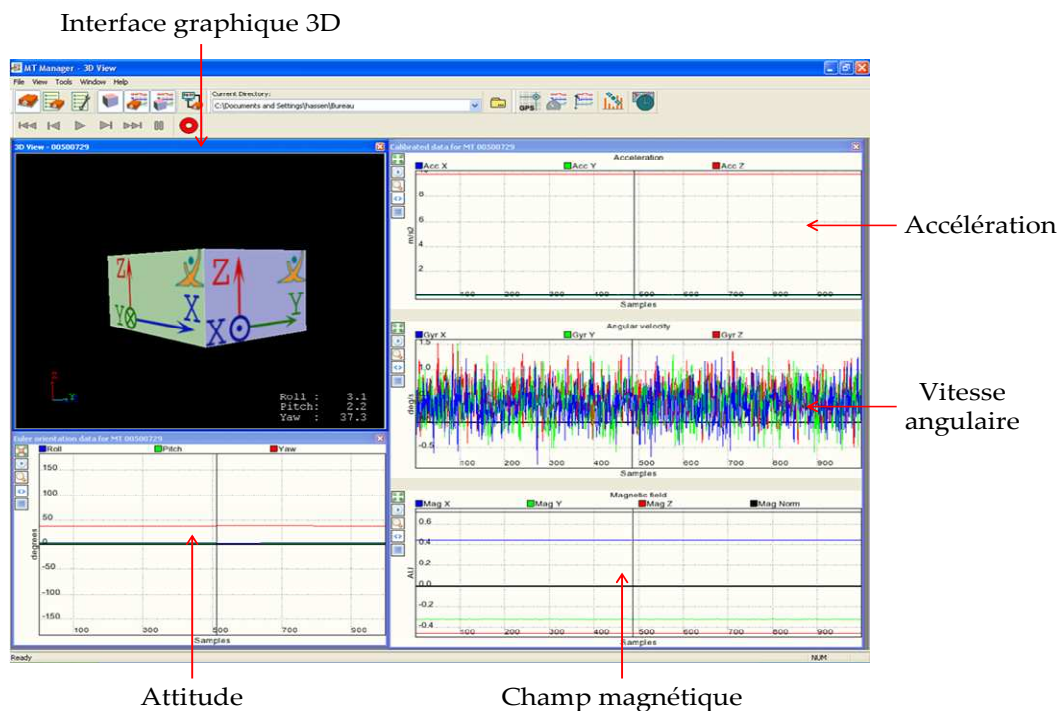 Interface graphique 3D
MT Manager - 3D View
File View Tools Window Help
Current Directory:
C:\Documents and Settings\hassen\Bureau
GPS
3D View - 00500729
Z
Y
X
Z
X
Y
Z
Y
Roll : 3.1
Pitch: 2.2
Yaw : 37.3
Calibrated data for MT 00500729
Acceleration
Acc X Acc Y Acc Z
m/s2
10
8
6
4
2
100 200 300 400 500 600 700 800 900
Samples
Accélération
Angular velocity
Gyr X Gyr Y Gyr Z
deg/s
1.5
1.0
-0.5
100 200 300 400 500 600 700 800 900
Samples
Vitesse
angulaire
Euler orientation data for MT 00500729
Roll Pitch Yaw
degrees
150
100
50
0
-50
-100
-150
100 300 500 700 900
Samples
Magnetic field
Mag X Mag Y Mag Z Mag Norm
AU
0.6
0.4
0.2
0.0
-0.2
-0.4
100 200 300 400 500 600 700 800 900
Samples
Ready
NUM
Attitude
Champ magnétique